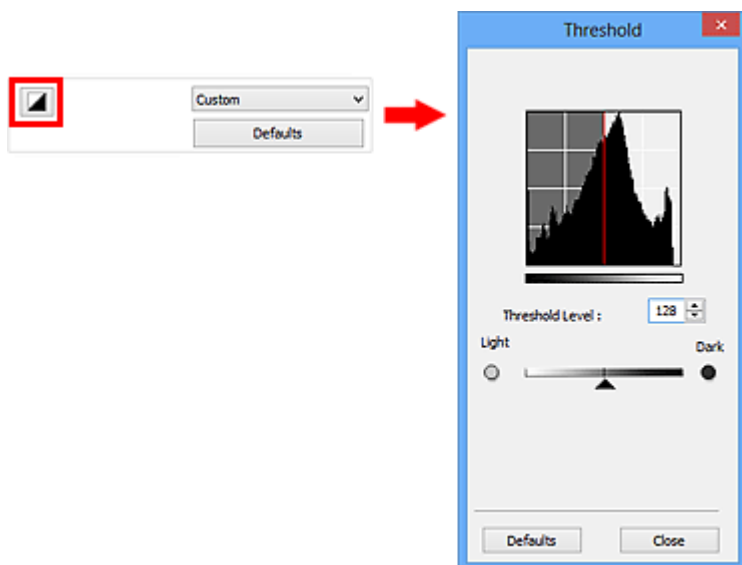 Threshold
Custom
Defaults
Threshold Level : 128
Light Dark
Defaults Close